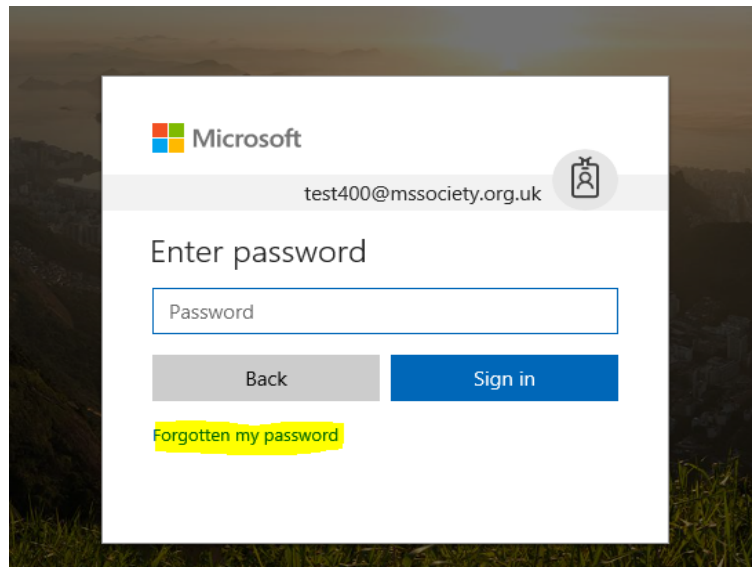 Microsoft
test400@mssociety.org.uk
Enter password
Password
Back
Sign in
Forgotten my password